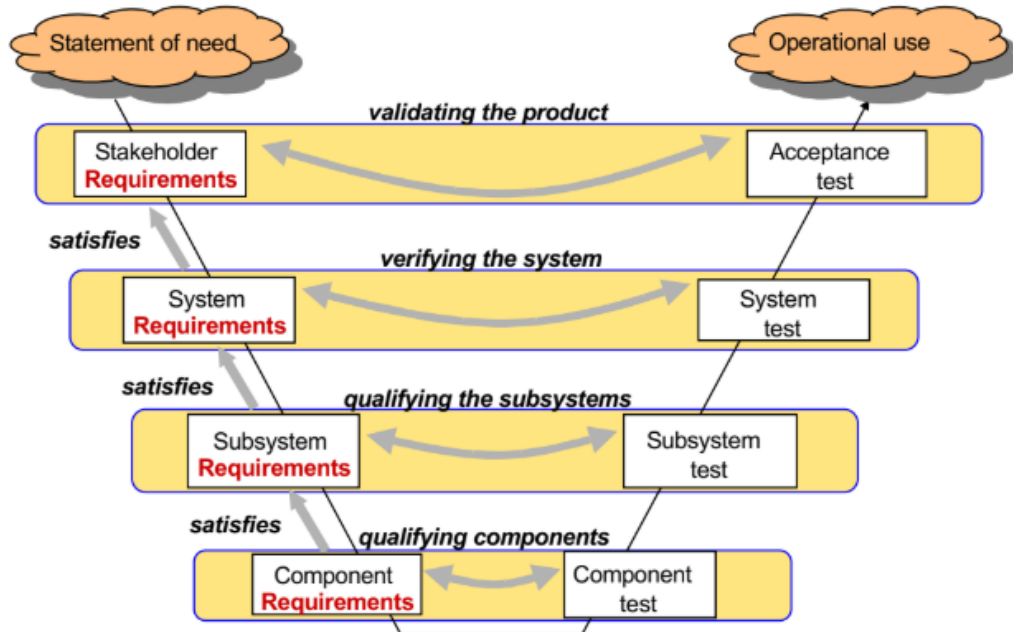 Statement of need
Operational use
validating the product
Stakeholder
Requirements
Acceptance
test
satisfies
verifying the system
System
Requirements
System
test
satisfies
qualifying the subsystems
Subsystem
Requirements
Subsystem
test
satisfies
qualifying components
Component
Requirements
Component
test